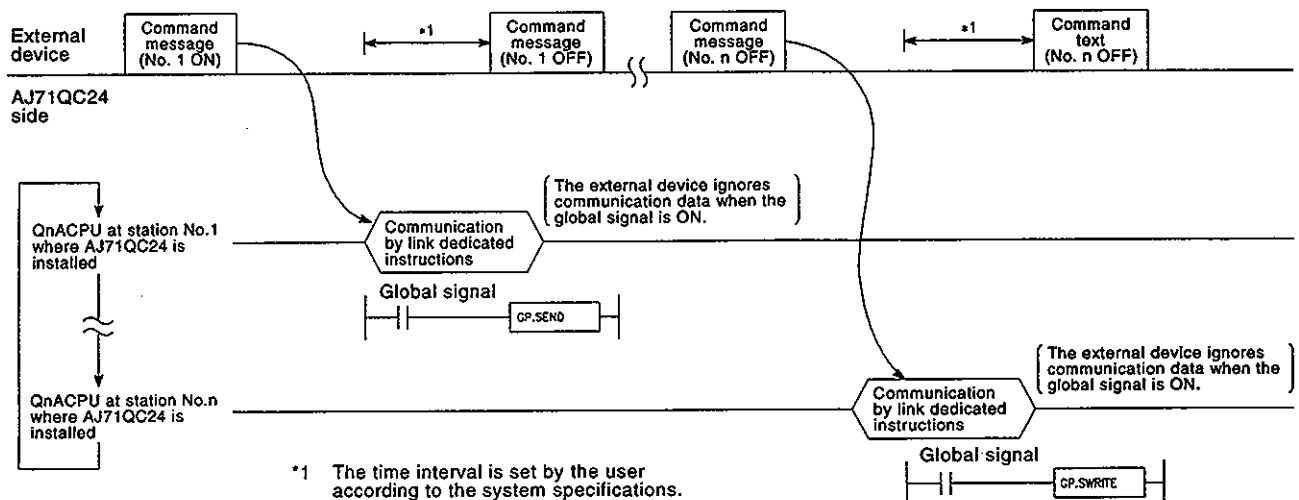 External
device
Command
message
(No. 1 ON)
*1
Command
message
(No. 1 OFF)
Command
message
(No. n OFF)
*1
Command
text
(No. n OFF)
AJ71QC24
side
QnACPU at station No.1
where AJ71QC24 is
installed
Communication
by link dedicated
instructions
The external device ignores
communication data when the
global signal is ON.
Global signal
GP.SEND
QnACPU at station No.n
where AJ71QC24 is
installed
Communication
by link dedicated
instructions
The external device ignores
communication data when the
global signal is ON.
Global signal
GP.SWRITE
*1 The time interval is set by the user
according to the system specifications.